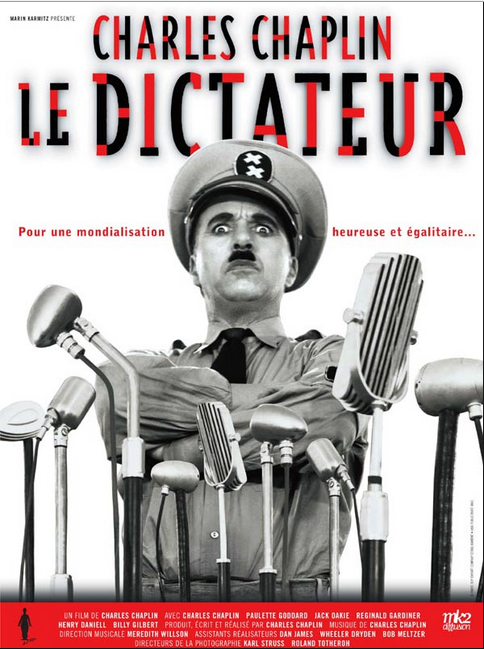 MARIN KARMITZ PRÉSENTE
CHARLES CHAPLIN
LE DICTATEUR
Pour une mondialisation heureuse et égalitaire...
UN FILM DE CHARLES CHAPLIN AVEC CHARLES CHAPLIN PAULETTE GODDARD JACK OAKIE REGINALD GARDINER
HENRY DANIELL BILLY GILBERT PRODUIT, ÉCRIT ET RÉALISÉ PAR CHARLES CHAPLIN MUSIQUE DE CHARLES CHAPLIN
DIRECTION MUSICALE MEREDITH WILLSON ASSISTANTS RÉALISATEURS DAN JAMES WHEELER DRYDEN BOB MELTZER
DIRECTEURS DE LA PHOTOGRAPHIE KARL STRUSS ROLAND TOTHEROH
mk2
diffusion